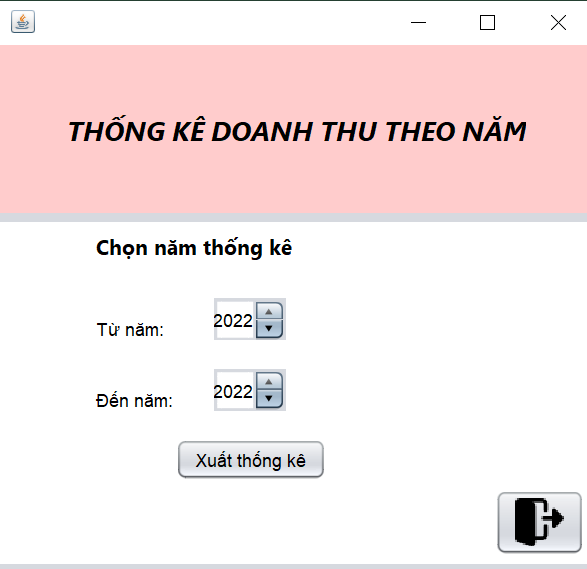 THỐNG KÊ DOANH THU THEO NĂM
Chọn năm thống kê
Từ năm: 2022
Đến năm: 2022
Xuất thống kê